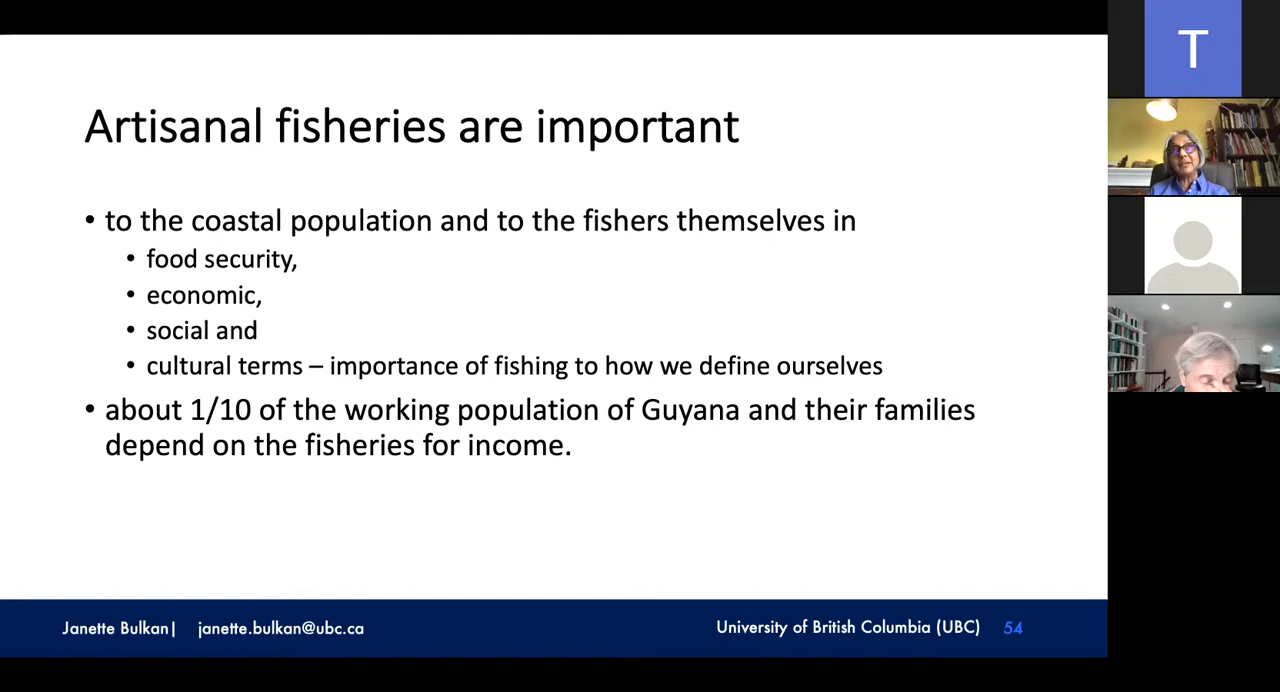 Artisanal fisheries are important
• to the coastal population and to the fishers themselves in
• food security,
• economic,
• social and
• cultural terms – importance of fishing to how we define ourselves
• about 1/10 of the working population of Guyana and their families
depend on the fisheries for income.
Janette Bulkan| janette.bulkan@ubc.ca
University of British Columbia (UBC) 54
T